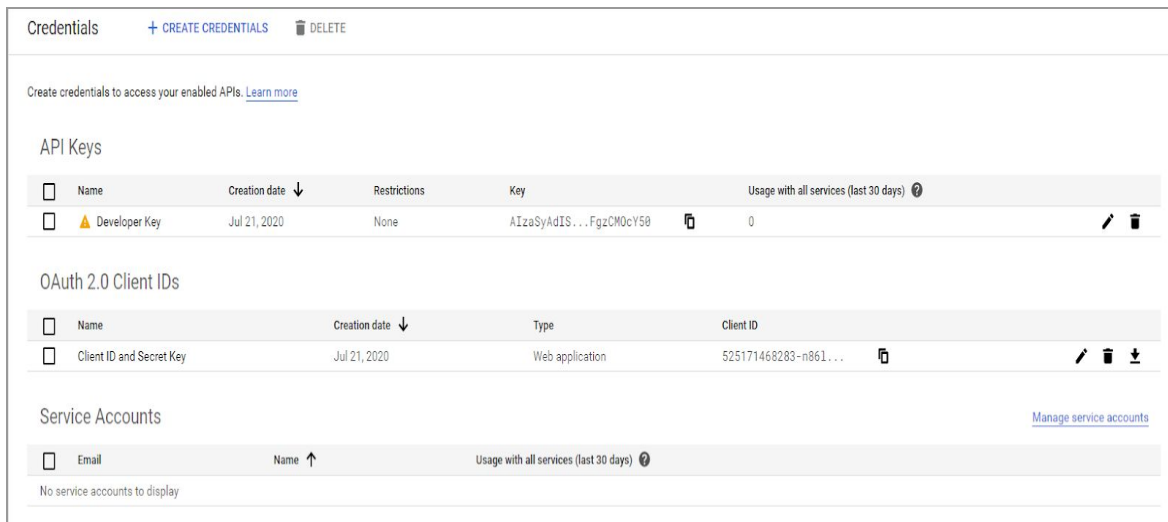 Credentials + CREATE CREDENTIALS DELETE
Create credentials to access your enabled APIs. Learn more
API Keys
Name Creation date Restrictions Key Usage with all services (last 30 days)
Developer Key Jul 21, 2020 None AIzaSyAdIS...FgzCMOcY50 0
OAuth 2.0 Client IDs
Name Creation date Type Client ID
Client ID and Secret Key Jul 21, 2020 Web application 525171468283-n86l...
Service Accounts Manage service accounts
Email Name Usage with all services (last 30 days)
No service accounts to display